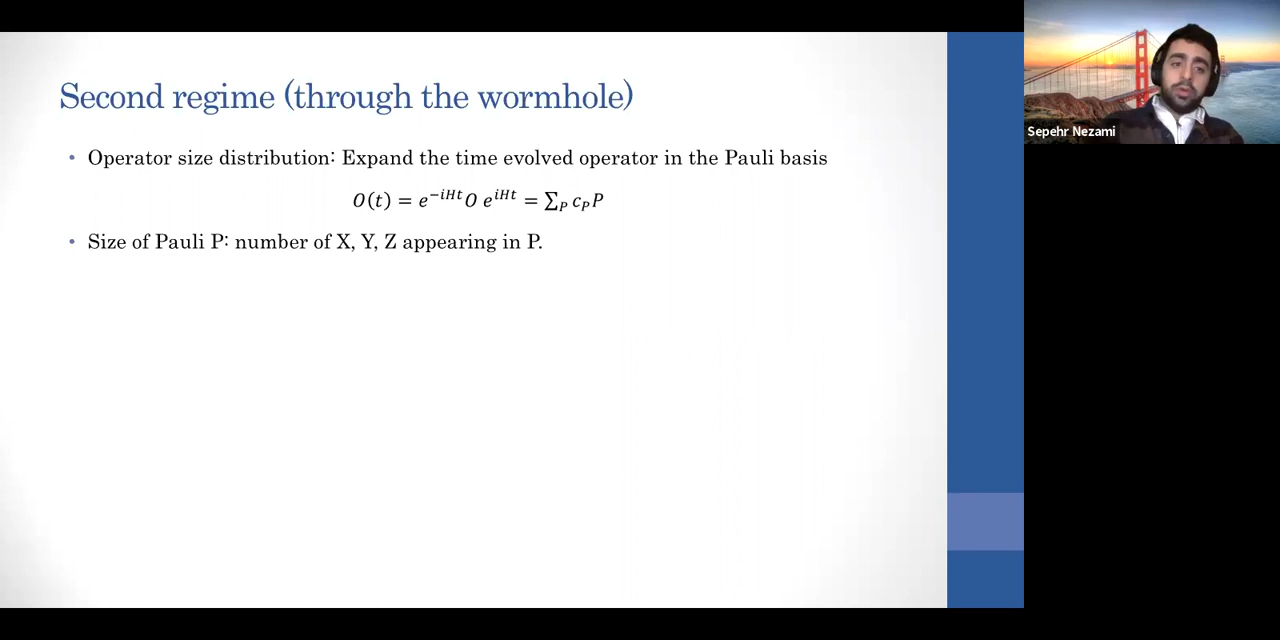 Second regime (through the wormhole)
• Operator size distribution: Expand the time evolved operator in the Pauli basis
O(t) = e^{-iHt} O e^{iHt} = ∑_P c_P P
• Size of Pauli P: number of X, Y, Z appearing in P.
Sepehr Nezami